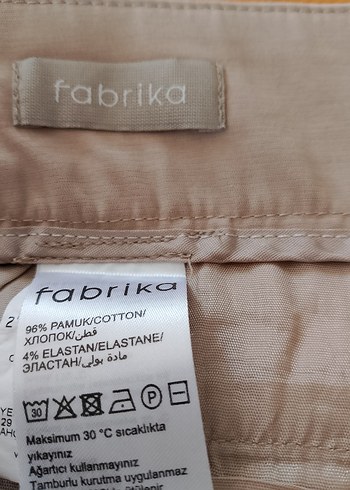 fabrika
fabrika
96% PAMUK/COTTON/
ХЛОПОК/قطن/
4% ELASTAN/ELASTANE/
ЭЛАСТАН/مادة بولي/
30 P
Maksimum 30 °C sıcaklıkta
yıkayınız
Ağartıcı kullanmayınız
Tamburlu kurutma uygulanabilir